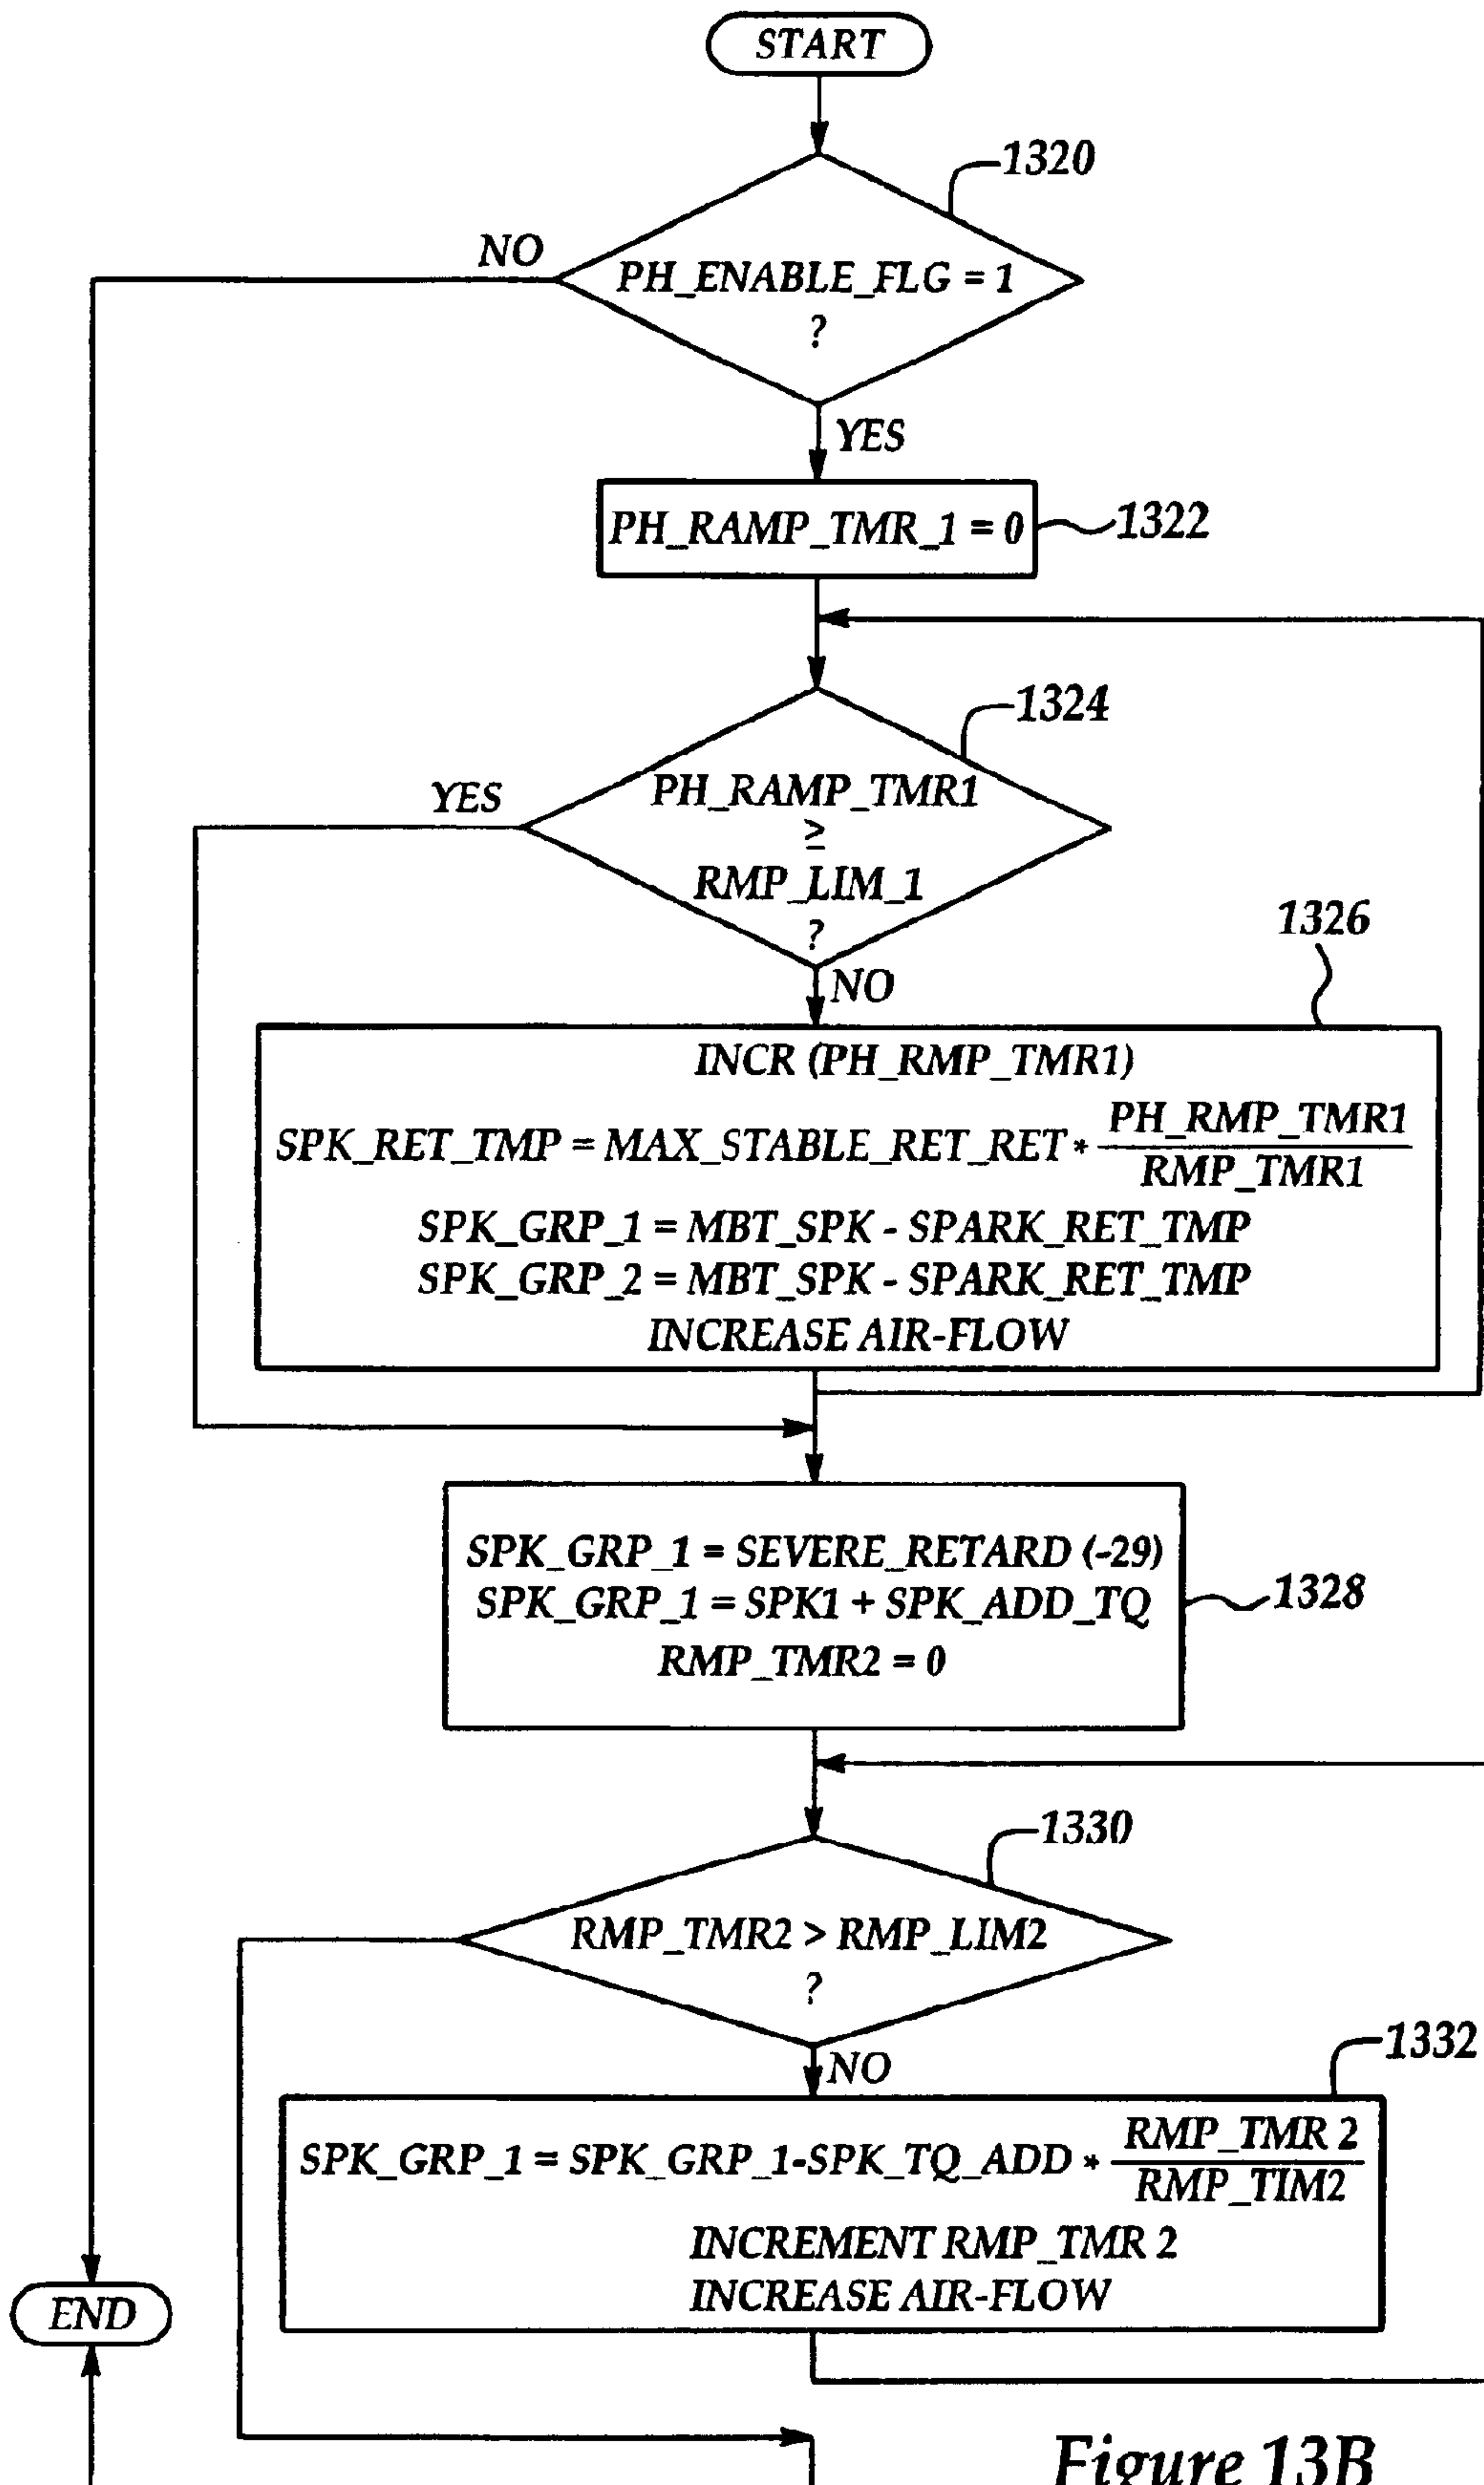 START
1320
NO
PH_ENABLE_FLG = 1
?
YES
PH_RAMP_TMR_1 = 0
1322
1324
YES
PH_RAMP_TMR1
≥
RMP_LIM_1
?
NO
1326
INCR (PH_RMP_TMR1)
SPK_RET_TMP = MAX_STABLE_RET_RET * PH_RMP_TMR1
RMP_TMR1
SPK_GRP_1 = MBT_SPK - SPARK_RET_TMP
SPK_GRP_2 = MBT_SPK - SPARK_RET_TMP
INCREASE AIR-FLOW
SPK_GRP_1 = SEVERE_RETARD (-29)
SPK_GRP_1 = SPK1 + SPK_ADD_TQ
RMP_TMR2 = 0
1328
1330
RMP_TMR2 > RMP_LIM2
?
NO
1332
SPK_GRP_1 = SPK_GRP_1-SPK_TQ_ADD * RMP_TMR 2
RMP_TIM2
INCREMENT RMP_TMR 2
INCREASE AIR-FLOW
END
Figure 13B